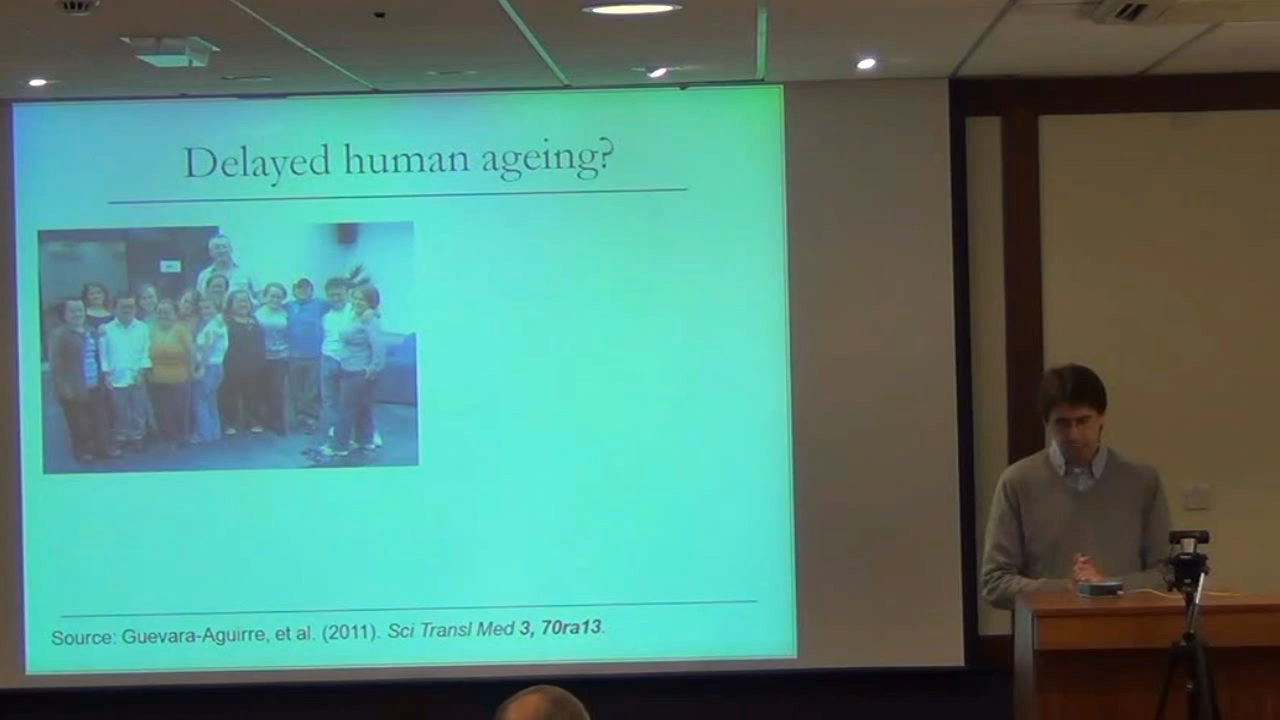 Delayed human ageing?
Source: Guevara-Aguirre, et al. (2011). Sci Transl Med 3, 70ra13.